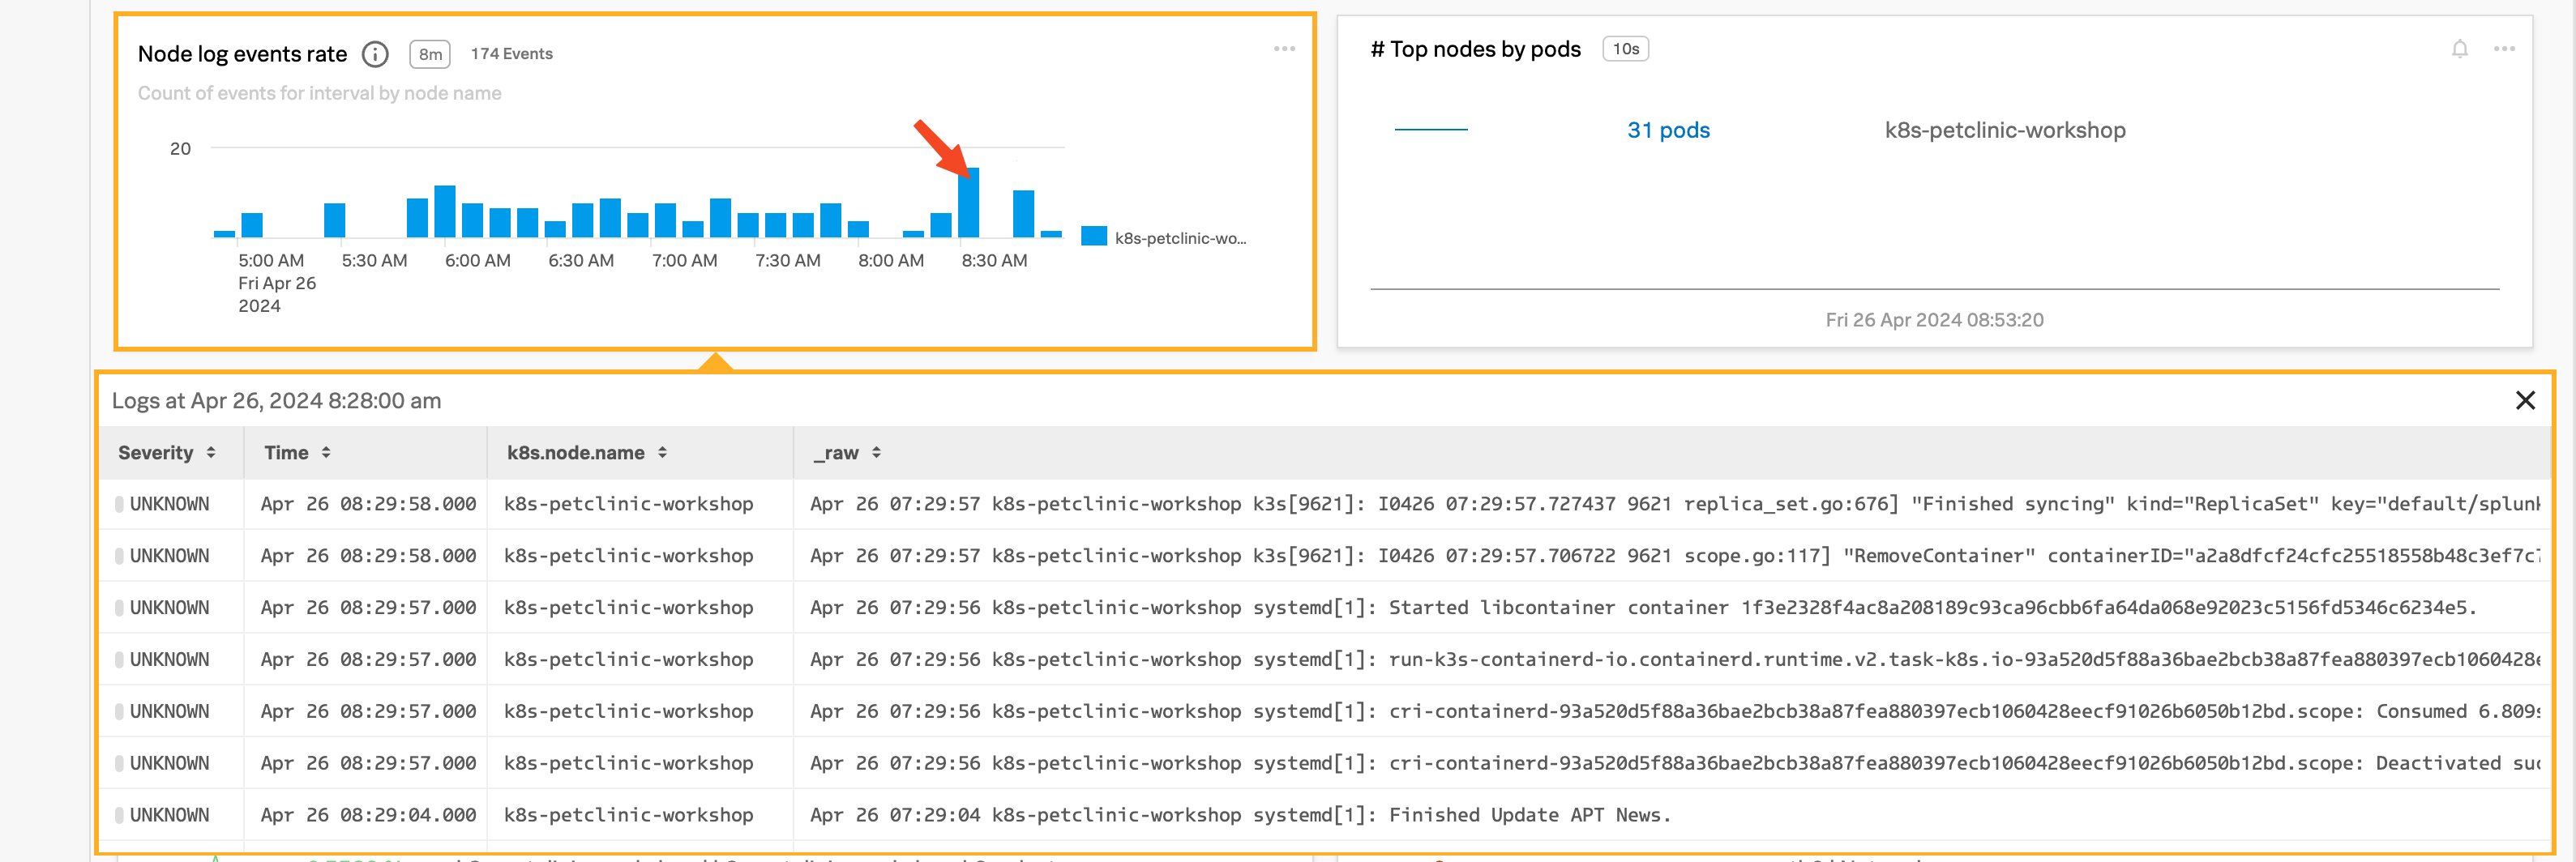 Node log events rate 8m 174 Events
Count of events for interval by node name
20
5:00 AM 5:30 AM 6:00 AM 6:30 AM 7:00 AM 7:30 AM 8:00 AM 8:30 AM
Fri Apr 26
2024
k8s-petclinic-wo...
# Top nodes by pods 10s
31 pods k8s-petclinic-workshop
Fri 26 Apr 2024 08:53:20
Logs at Apr 26, 2024 8:28:00 am
Severity Time k8s.node.name _raw
UNKNOWN Apr 26 08:29:58.000 k8s-petclinic-workshop Apr 26 07:29:57 k8s-petclinic-workshop k3s[9621]: I0426 07:29:57.727437 9621 replica_set.go:676] "Finished syncing" kind="ReplicaSet" key="default/splunk
UNKNOWN Apr 26 08:29:58.000 k8s-petclinic-workshop Apr 26 07:29:57 k8s-petclinic-workshop k3s[9621]: I0426 07:29:57.706722 9621 scope.go:117] "RemoveContainer" containerID="a2a8dfcf24cfc25518558b48c3ef7c7
UNKNOWN Apr 26 08:29:57.000 k8s-petclinic-workshop Apr 26 07:29:56 k8s-petclinic-workshop systemd[1]: Started libcontainer container 1f3e2328f4ac8a208189c93ca96cbb6fa64da068e92023c5156fd5346c6234e5.
UNKNOWN Apr 26 08:29:57.000 k8s-petclinic-workshop Apr 26 07:29:56 k8s-petclinic-workshop systemd[1]: run-k3s-containerd-io.containerd.runtime.v2.task-k8s.io-93a520d5f88a36bae2bcb38a87fea880397ecb1060428e
UNKNOWN Apr 26 08:29:57.000 k8s-petclinic-workshop Apr 26 07:29:56 k8s-petclinic-workshop systemd[1]: cri-containerd-93a520d5f88a36bae2bcb38a87fea880397ecb1060428eecf91026b6050b12bd.scope: Consumed 6.809s
UNKNOWN Apr 26 08:29:57.000 k8s-petclinic-workshop Apr 26 07:29:56 k8s-petclinic-workshop systemd[1]: cri-containerd-93a520d5f88a36bae2bcb38a87fea880397ecb1060428eecf91026b6050b12bd.scope: Deactivated suc
UNKNOWN Apr 26 08:29:04.000 k8s-petclinic-workshop Apr 26 07:29:04 k8s-petclinic-workshop systemd[1]: Finished Update APT News.